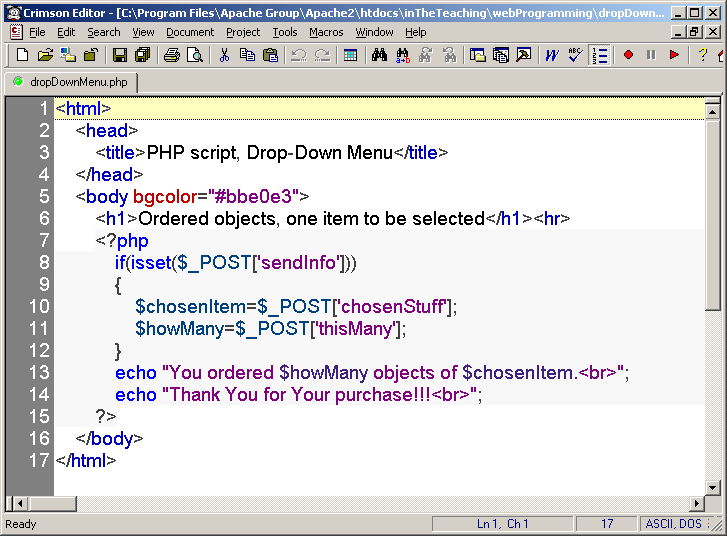 Crimson Editor - [C:\Program Files\Apache Group\Apache2\htdocs\inTheTeaching\webProgramming\dropDown...
File Edit Search View Document Project Tools Macros Window Help
dropDownMenu.php
1 <html>
2 <head>
3 <title>PHP script, Drop-Down Menu</title>
4 </head>
5 <body bgcolor="#bbe0e3">
6 <h1>Ordered objects, one item to be selected</h1><hr>
7 <?php
8 if(isset($_POST['sendInfo']))
9 {
10 $chosenItem=$_POST['chosenStuff'];
11 $howMany=$_POST['thisMany'];
12 }
13 echo "You ordered $howMany objects of $chosenItem.<br>";
14 echo "Thank You for Your purchase!!!<br>";
15 ?>
16 </body>
17 </html>
Ready Ln 1, Ch 1 17 ASCII, DOS